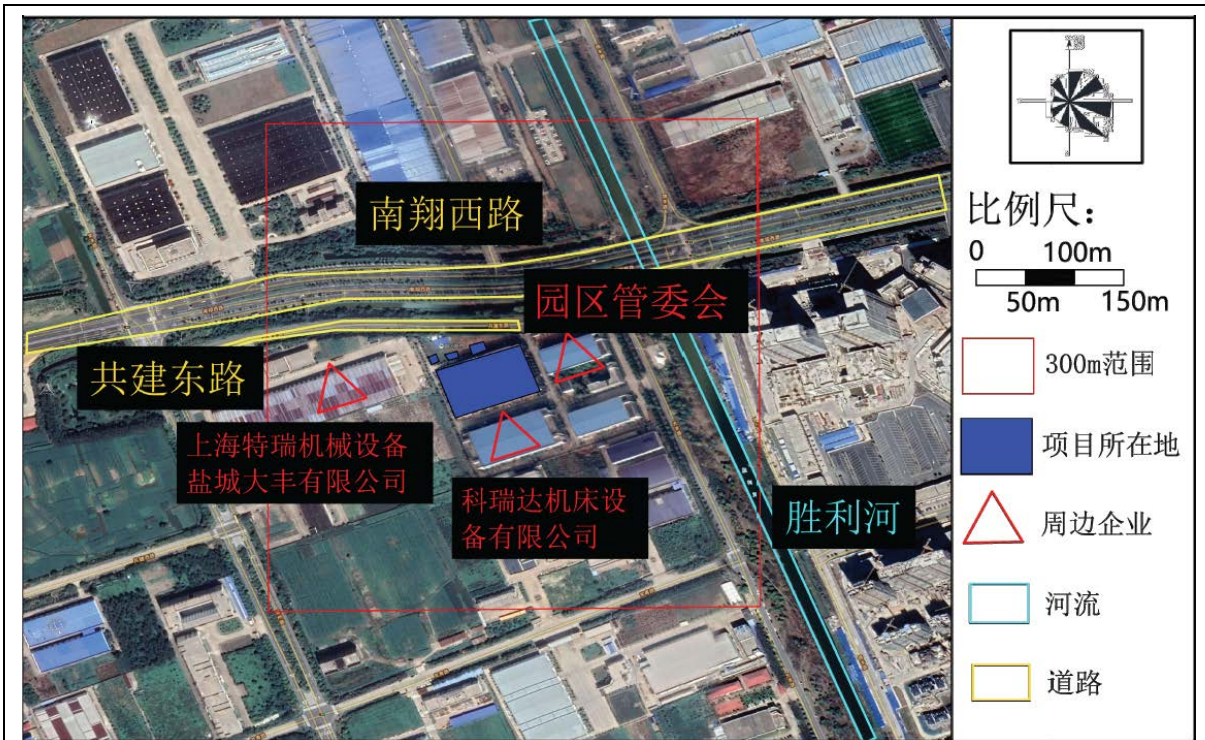 南翔西路
园区管委会
共建东路
上海特瑞机械设备
盐城大丰有限公司
科瑞达机床设
备有限公司
胜利河
比例尺：
0 100m
50m 150m
300m范围
项目所在地
周边企业
河流
道路